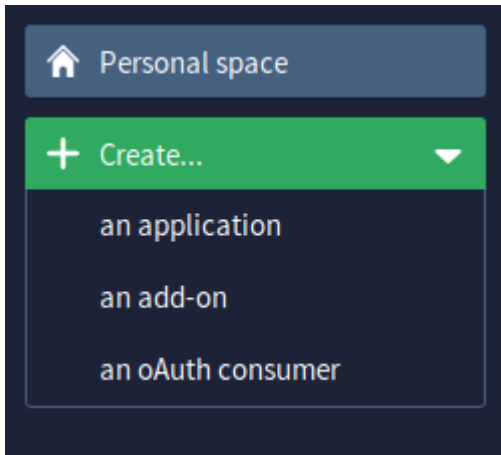 Personal space
Create...
an application
an add-on
an oAuth consumer